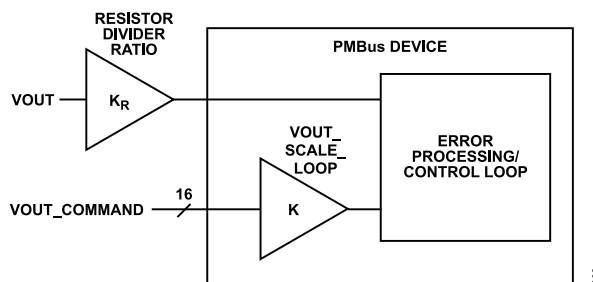 RESISTOR
DIVIDER
RATIO
PMBus DEVICE
VOUT
KR
VOUT_
SCALE_
LOOP
ERROR
PROCESSING/
CONTROL LOOP
16
VOUT_COMMAND
K